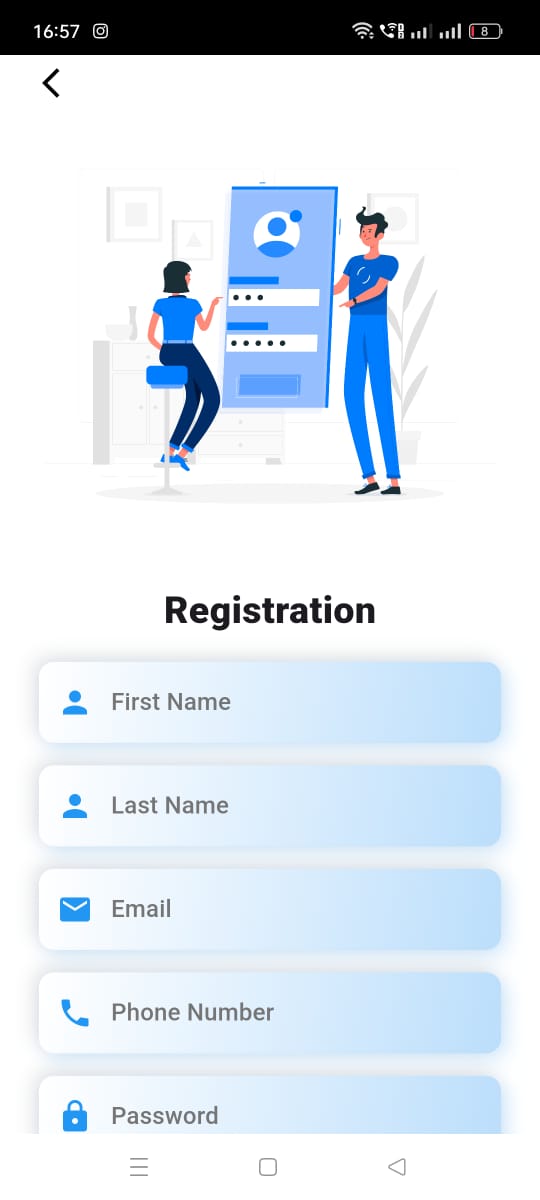 16:57
8
Registration
First Name
Last Name
Email
Phone Number
Password